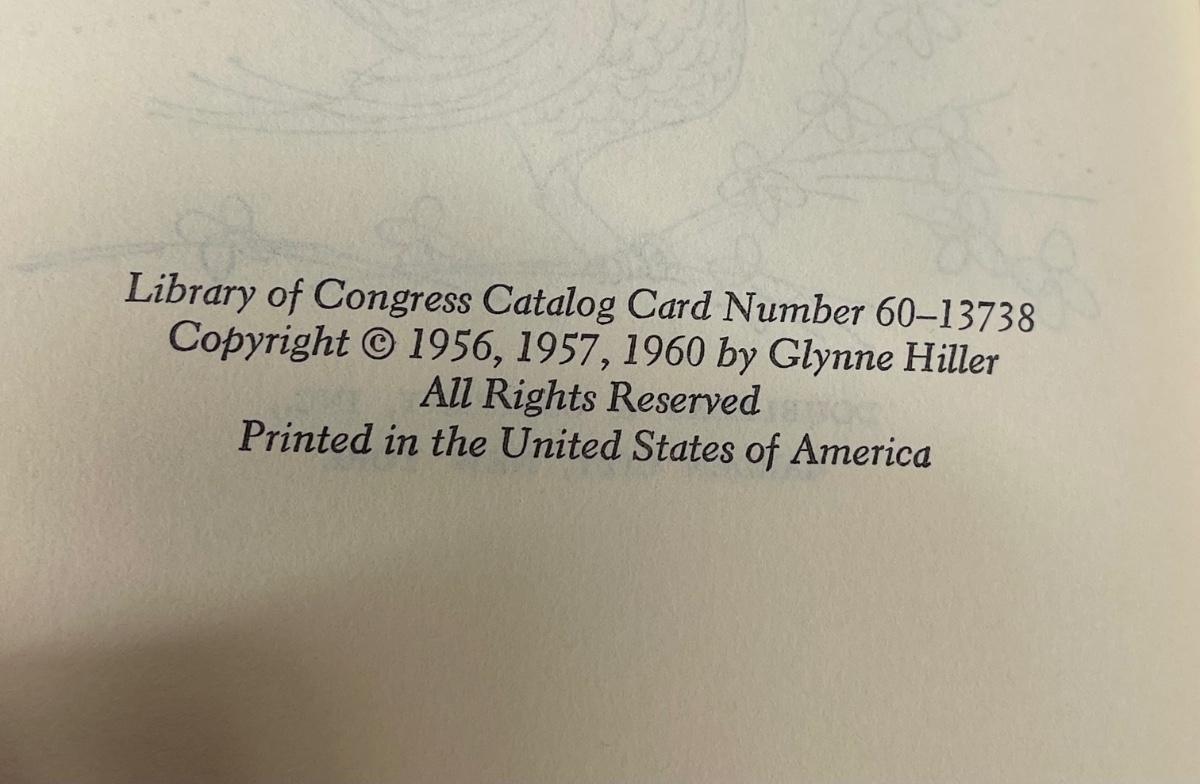 Library of Congress Catalog Card Number 60–13738
Copyright © 1956, 1957, 1960 by Glynne Hiller
All Rights Reserved
Printed in the United States of America